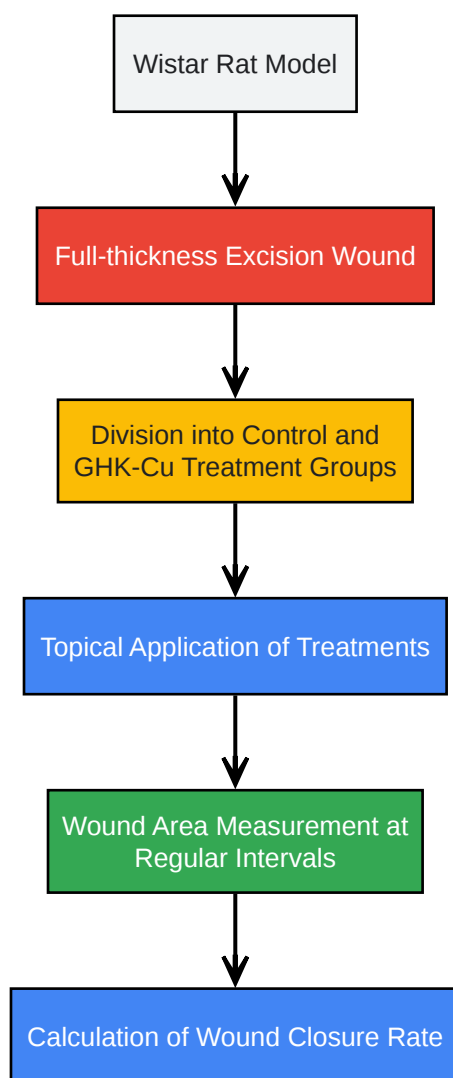 Wistar Rat Model
Full-thickness Excision Wound
Division into Control and
GHK-Cu Treatment Groups
Topical Application of Treatments
Wound Area Measurement at
Regular Intervals
Calculation of Wound Closure Rate